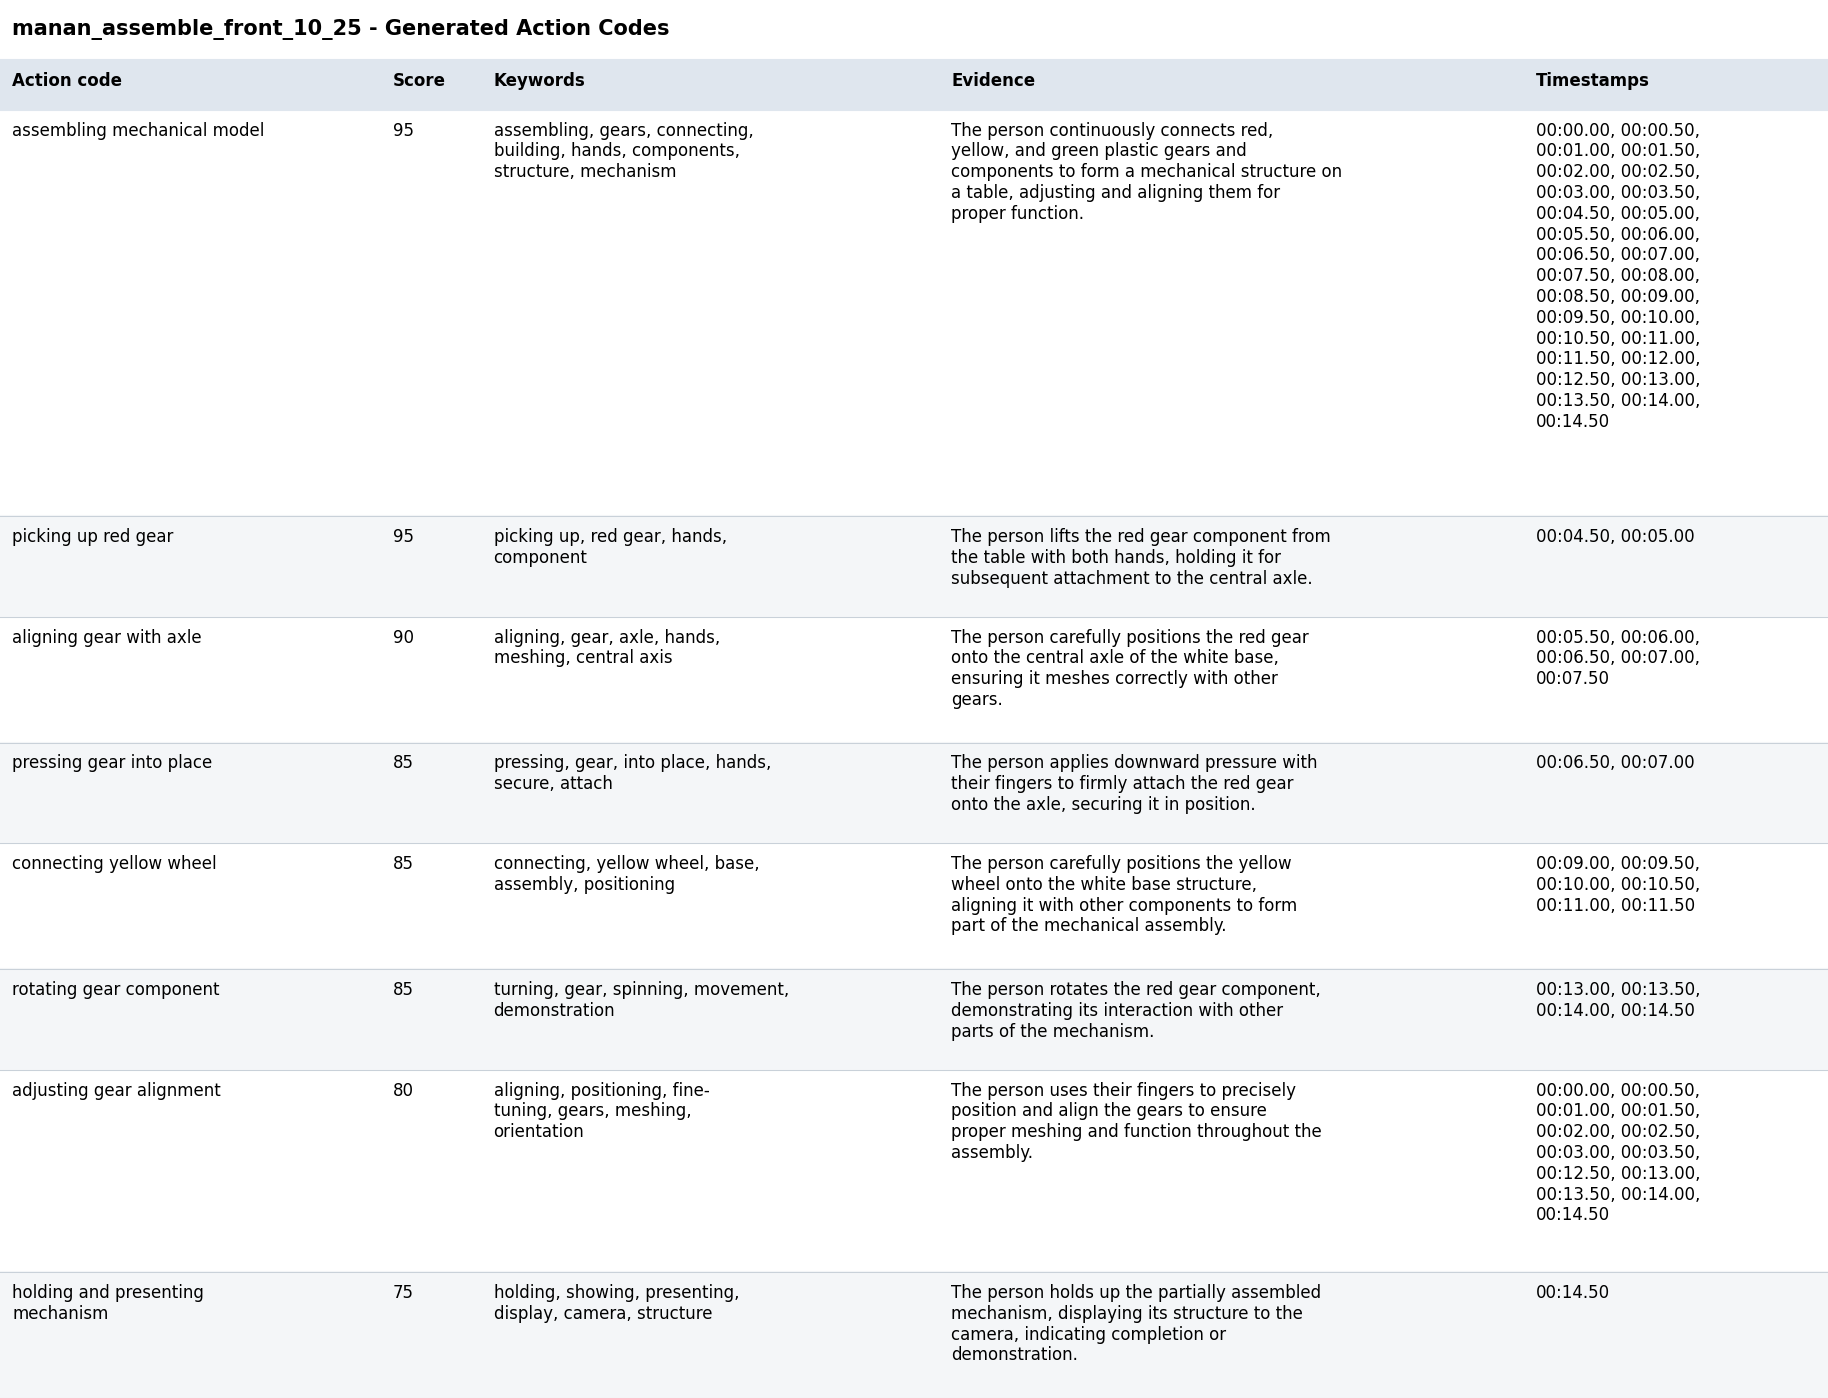 manan_assemble_front_10_25 - Generated Action Codes
Action code Score Keywords Evidence Timestamps
assembling mechanical model 95 assembling, gears, connecting, The person continuously connects red, 00:00.00, 00:00.50,
building, hands, components, yellow, and green plastic gears and 00:01.00, 00:01.50,
structure, mechanism components to form a mechanical structure on 00:02.00, 00:02.50,
a table, adjusting and aligning them for 00:03.00, 00:03.50,
proper function. 00:04.50, 00:05.00,
00:05.50, 00:06.00,
00:06.50, 00:07.00,
00:07.50, 00:08.00,
00:08.50, 00:09.00,
00:09.50, 00:10.00,
00:10.50, 00:11.00,
00:11.50, 00:12.00,
00:12.50, 00:13.00,
00:13.50, 00:14.00,
00:14.50
picking up red gear 95 picking up, red gear, hands, The person lifts the red gear component from 00:04.50, 00:05.00
component the table with both hands, holding it for
subsequent attachment to the central axle.
aligning gear with axle 90 aligning, gear, axle, hands, The person carefully positions the red gear 00:05.50, 00:06.00,
meshing, central axis onto the central axle of the white base, 00:06.50, 00:07.00,
ensuring it meshes correctly with other 00:07.50
gears.
pressing gear into place 85 pressing, gear, into place, hands, The person applies downward pressure with 00:06.50, 00:07.00
secure, attach their fingers to firmly attach the red gear
onto the axle, securing it in position.
connecting yellow wheel 85 connecting, yellow wheel, base, The person carefully positions the yellow 00:09.00, 00:09.50,
assembly, positioning wheel onto the white base structure, 00:10.00, 00:10.50,
aligning it with other components to form 00:11.00, 00:11.50
part of the mechanical assembly.
rotating gear component 85 turning, gear, spinning, movement, The person rotates the red gear component, 00:13.00, 00:13.50,
demonstration demonstrating its interaction with other 00:14.00, 00:14.50
parts of the mechanism.
adjusting gear alignment 80 aligning, positioning, fine- The person uses their fingers to precisely 00:00.00, 00:00.50,
tuning, gears, meshing, position and align the gears to ensure 00:01.00, 00:01.50,
orientation proper meshing and function throughout the 00:02.00, 00:02.50,
assembly. 00:03.00, 00:03.50,
00:12.50, 00:13.00,
00:13.50, 00:14.00,
00:14.50
holding and presenting 75 holding, showing, presenting, The person holds up the partially assembled 00:14.50
mechanism display, camera, structure mechanism, displaying its structure to the
camera, indicating completion or
demonstration.